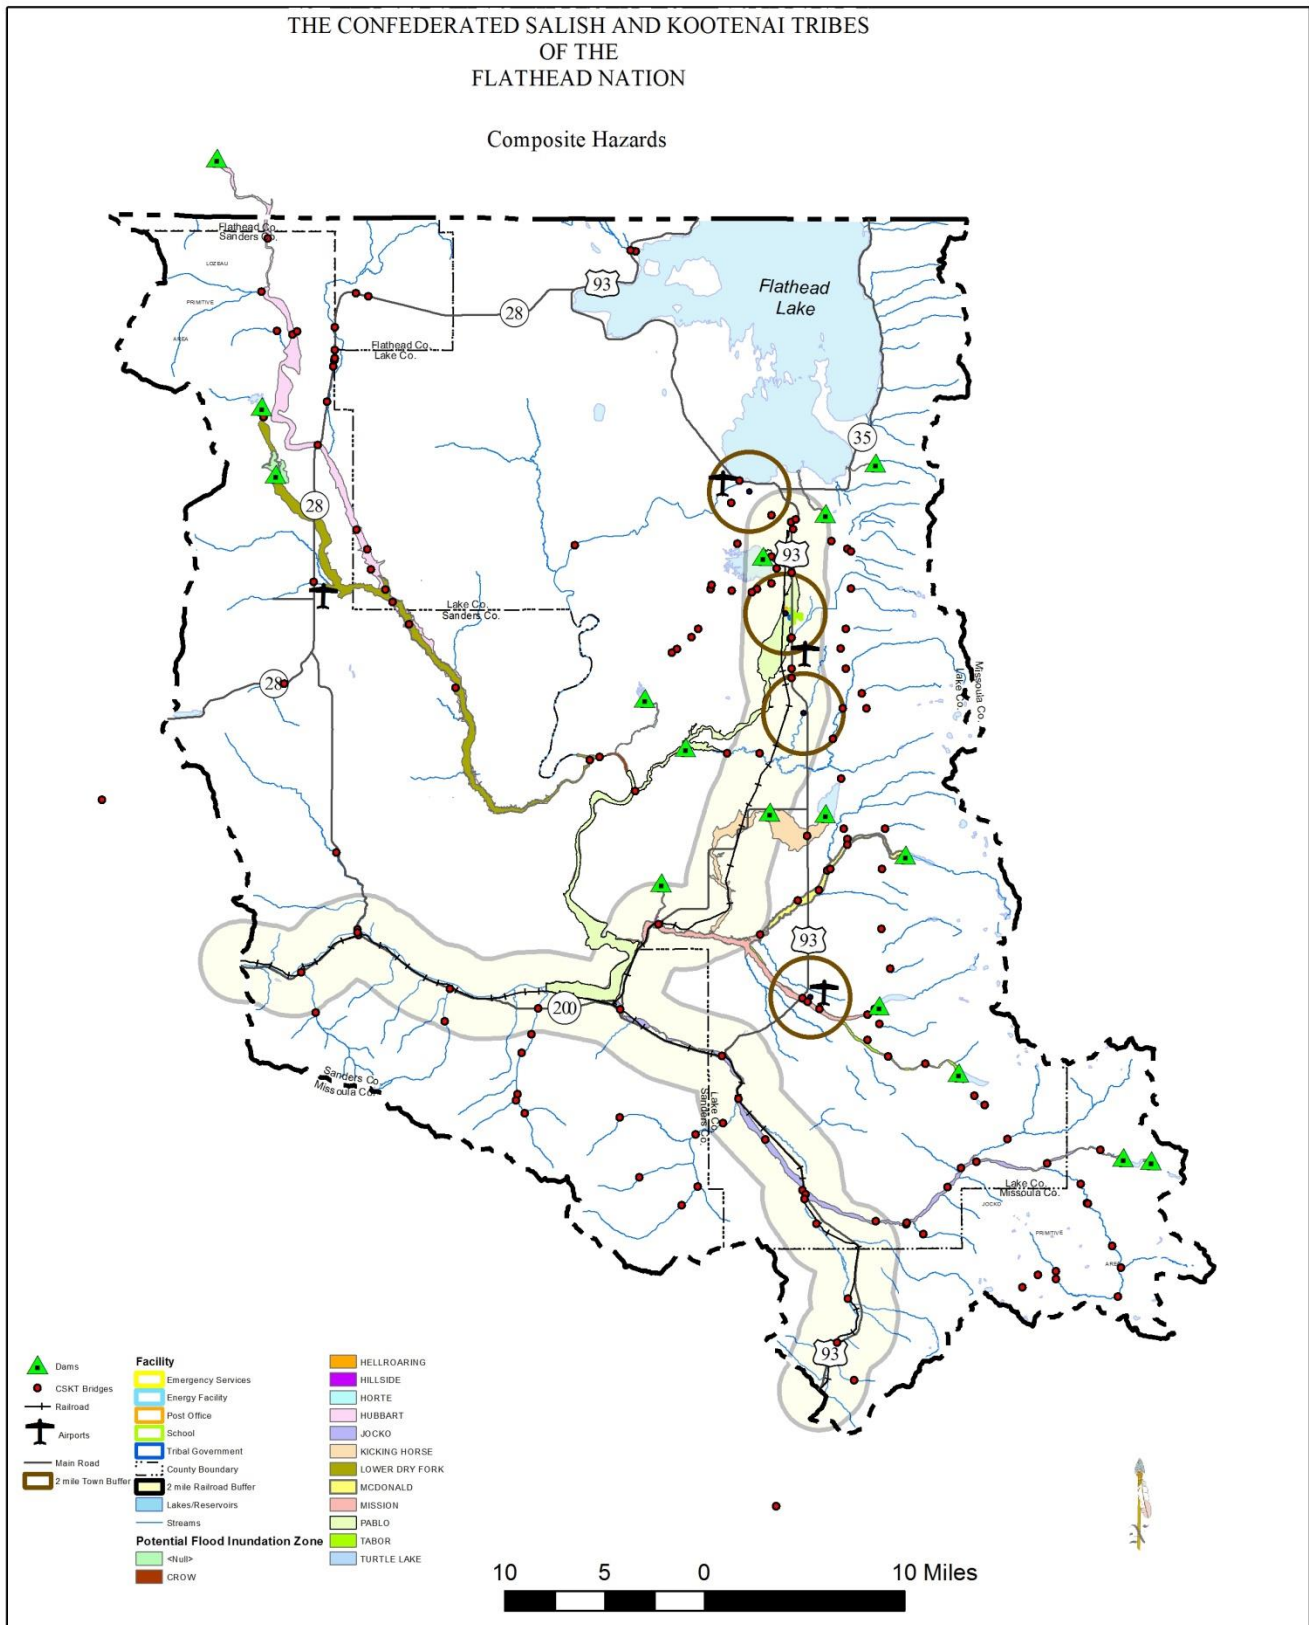 THE CONFEDERATED SALISH AND KOOTENAI TRIBES
OF THE
FLATHEAD NATION
Composite Hazards
Flathead Co.
Sanders Co.
LOZEAU
PRIMITIVE
AREA
93
28
Flathead
Lake
Flathead Co.
Lake Co.
35
28
93
Lake Co.
Sanders Co.
28
Missoula Co.
Lake Co.
93
200
Sanders Co.
Missoula Co.
Lake Co.
Sanders Co.
Lake Co.
Missoula Co.
JOCKO
PRIMITIVE
AREA
93
Dams
CSKT Bridges
Railroad
Airports
Main Road
2 mile Town Buffer
Facility
Emergency Services
Energy Facility
Post Office
School
Tribal Government
County Boundary
2 mile Railroad Buffer
Lakes/Reservoirs
Streams
Potential Flood Inundation Zone
<Null>
CROW
HELLROARING
HILLSIDE
HORTE
HUBBART
JOCKO
KICKING HORSE
LOWER DRY FORK
MCDONALD
MISSION
PABLO
TABOR
TURTLE LAKE
10 5 0 10 Miles